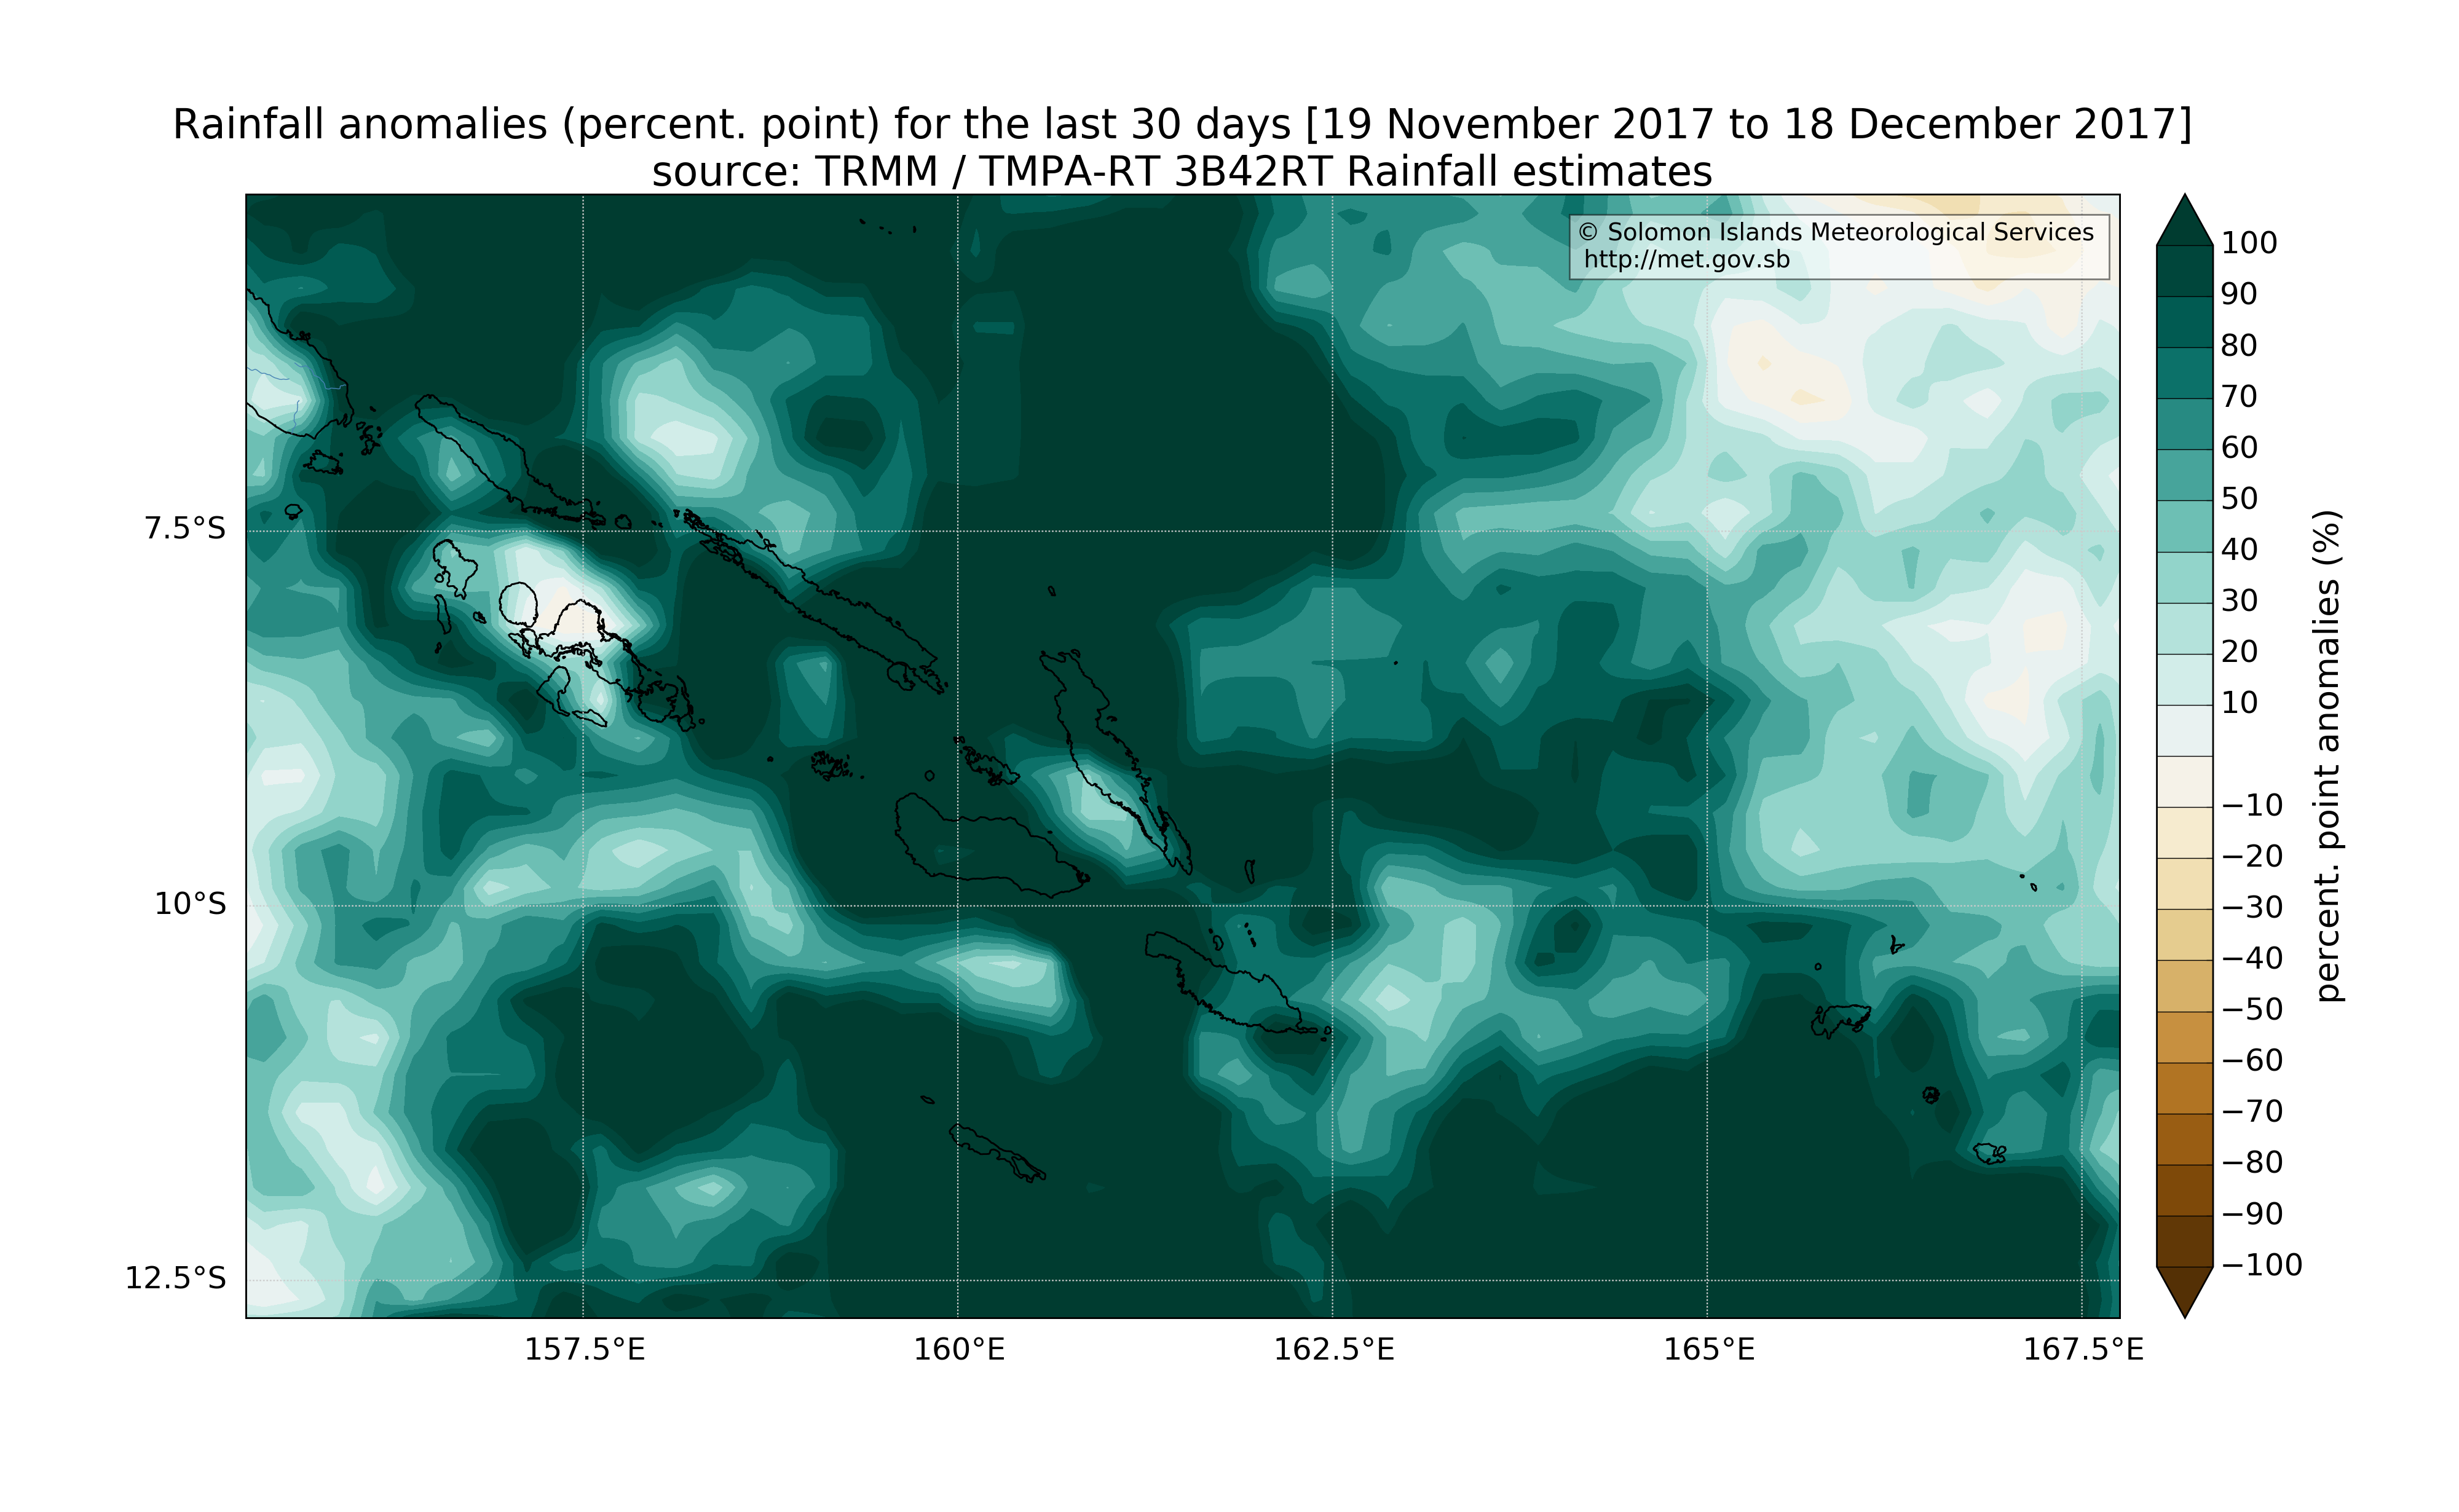 Rainfall anomalies (percent. point) for the last 30 days [19 November 2017 to 18 December 2017]
source: TRMM / TMPA-RT 3B42RT Rainfall estimates
© Solomon Islands Meteorological Services
http://met.gov.sb
7.5°S
10°S
12.5°S
157.5°E
160°E
162.5°E
165°E
167.5°E
100
90
80
70
60
50
40
30
20
10
−10
−20
−30
−40
−50
−60
−70
−80
−90
−100
percent. point anomalies (%)